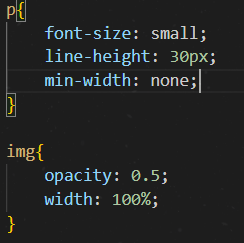 p{
font-size: small;
line-height: 30px;
min-width: none;
}
img{
opacity: 0.5;
width: 100%;
}